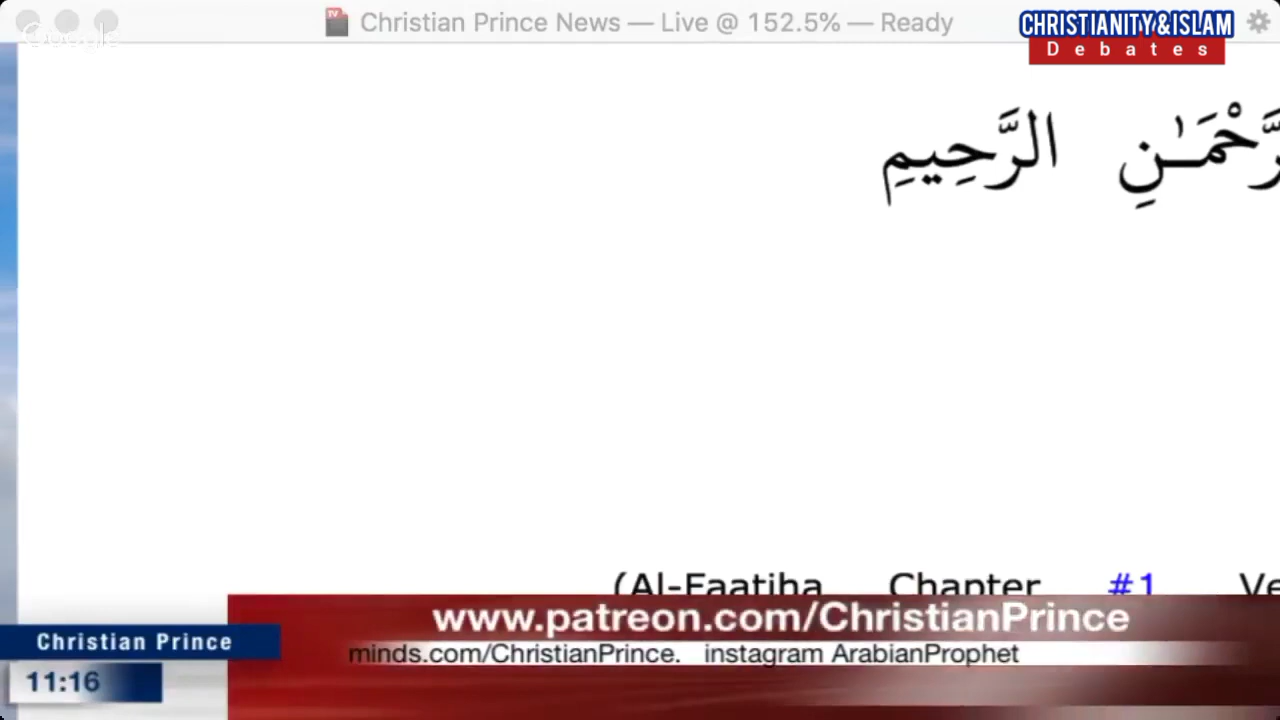 Christian Prince News — Live @ 152.5% — Ready
Google
CHRISTIANITY&ISLAM
Debates
الرَّحِيمِ
(Al-Faatiha Chapter #1
www.patreon.com/ChristianPrince
minds.com/ChristianPrince. instagram ArabianProphet
Christian Prince
11:16